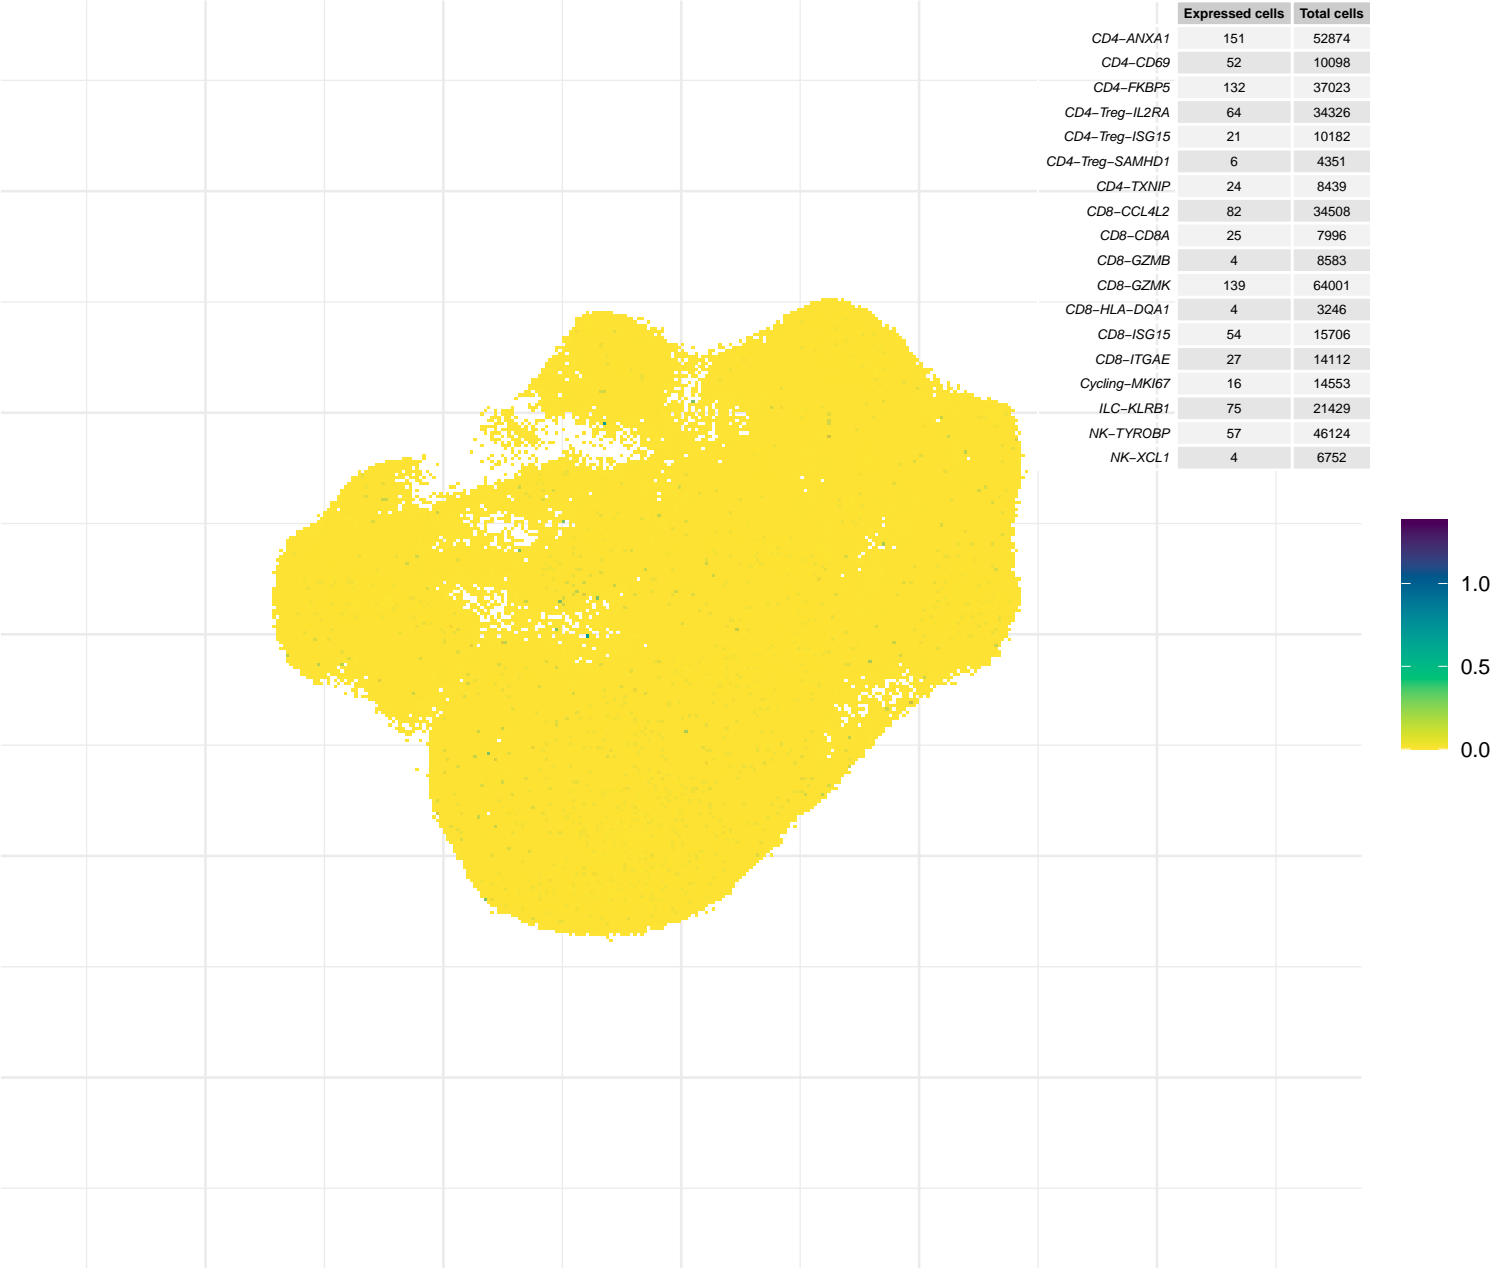 Expressed cells Total cells
CD4−ANXA1 151 52874
CD4−CD69 52 10098
CD4−FKBP5 132 37023
CD4−Treg−IL2RA 64 34326
CD4−Treg−ISG15 21 10182
CD4−Treg−SAMHD1 6 4351
CD4−TXNIP 24 8439
CD8−CCL4L2 82 34508
CD8−CD8A 25 7996
CD8−GZMB 4 8583
CD8−GZMK 139 64001
CD8−HLA−DQA1 4 3246
CD8−ISG15 54 15706
CD8−ITGAE 27 14112
Cycling−MKI67 16 14553
ILC−KLRB1 75 21429
NK−TYROBP 57 46124
NK−XCL1 4 6752
1.0
0.5
0.0